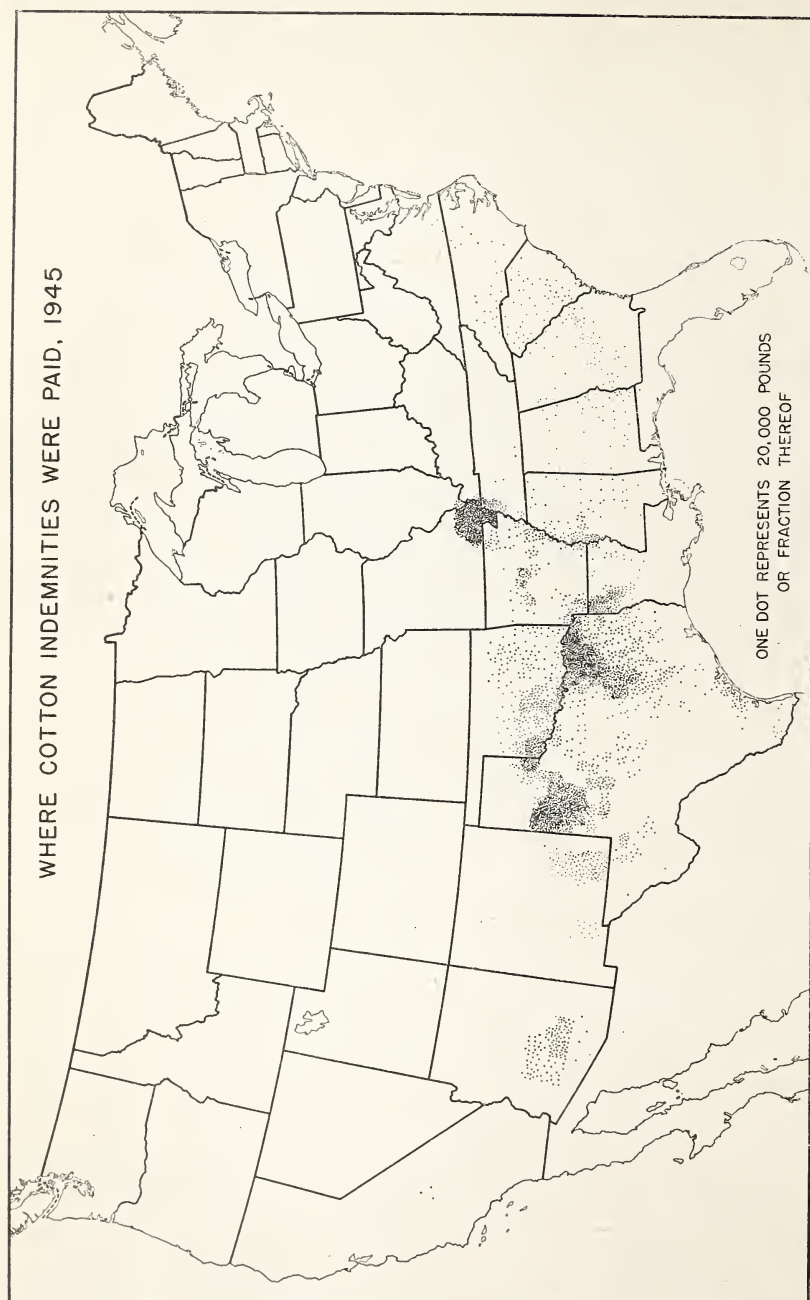 WHERE COTTON INDEMNITIES WERE PAID, 1945
ONE DOT REPRESENTS 20,000 POUNDS
OR FRACTION THEREOF